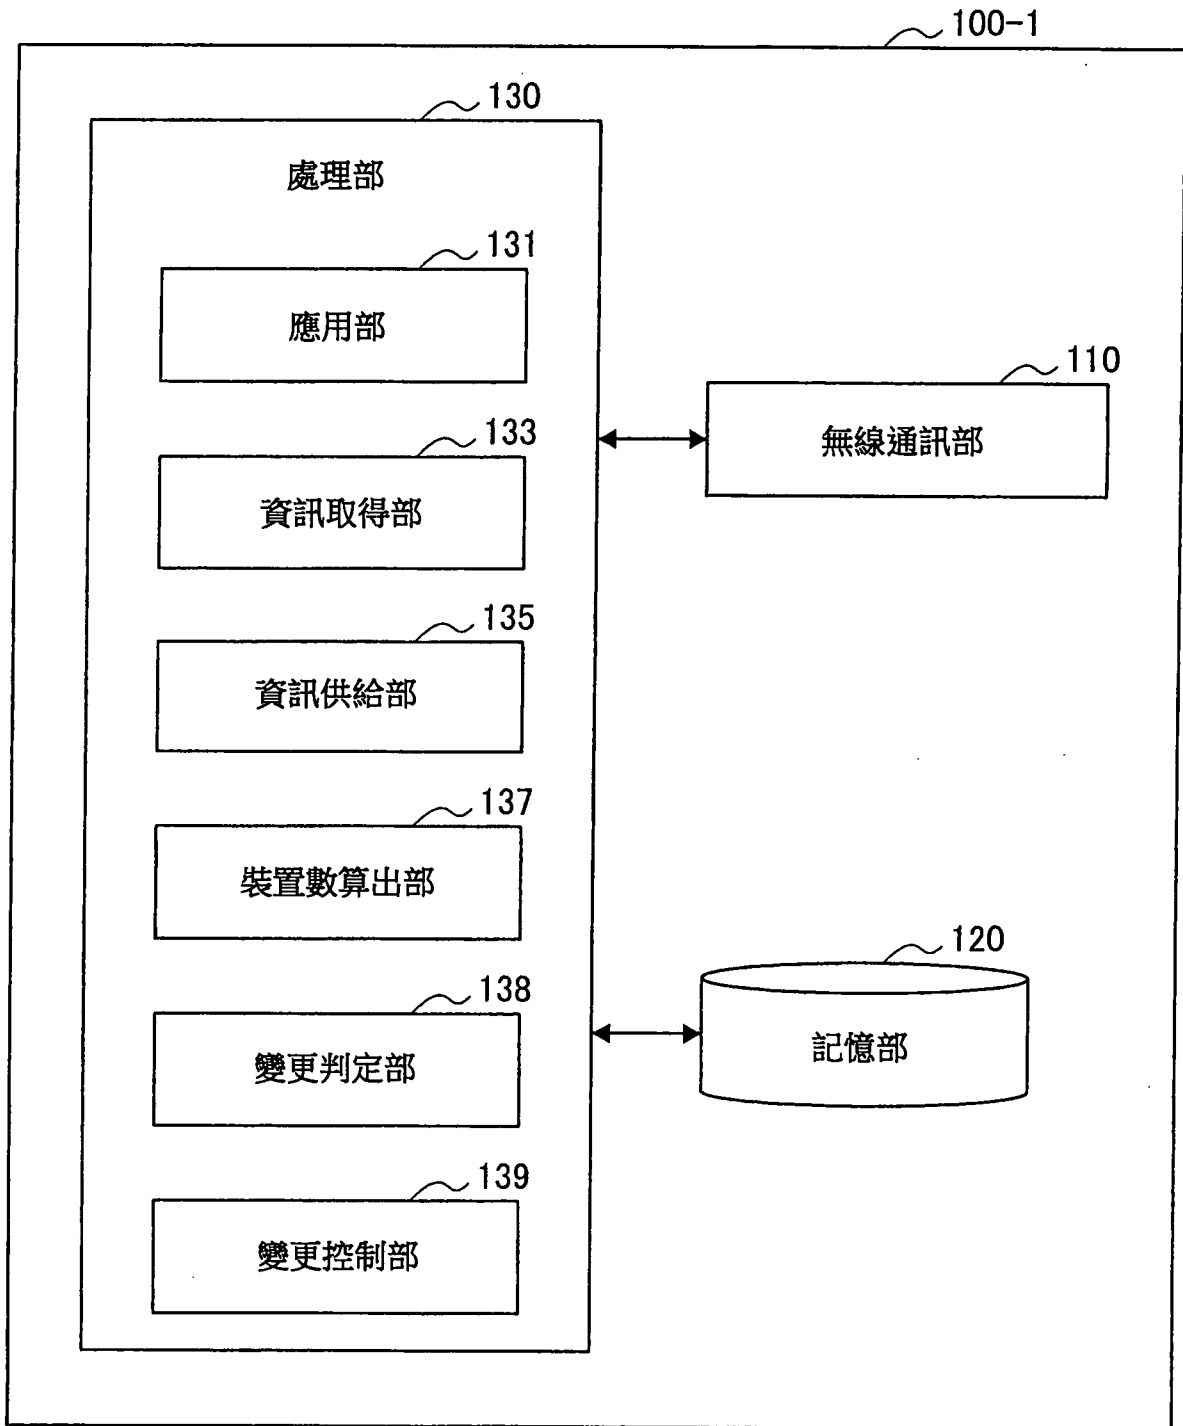 100-1
130
處理部
131
應用部
110
無線通訊部
133
資訊取得部
135
資訊供給部
137
裝置數算出部
120
記憶部
138
變更判定部
139
變更控制部